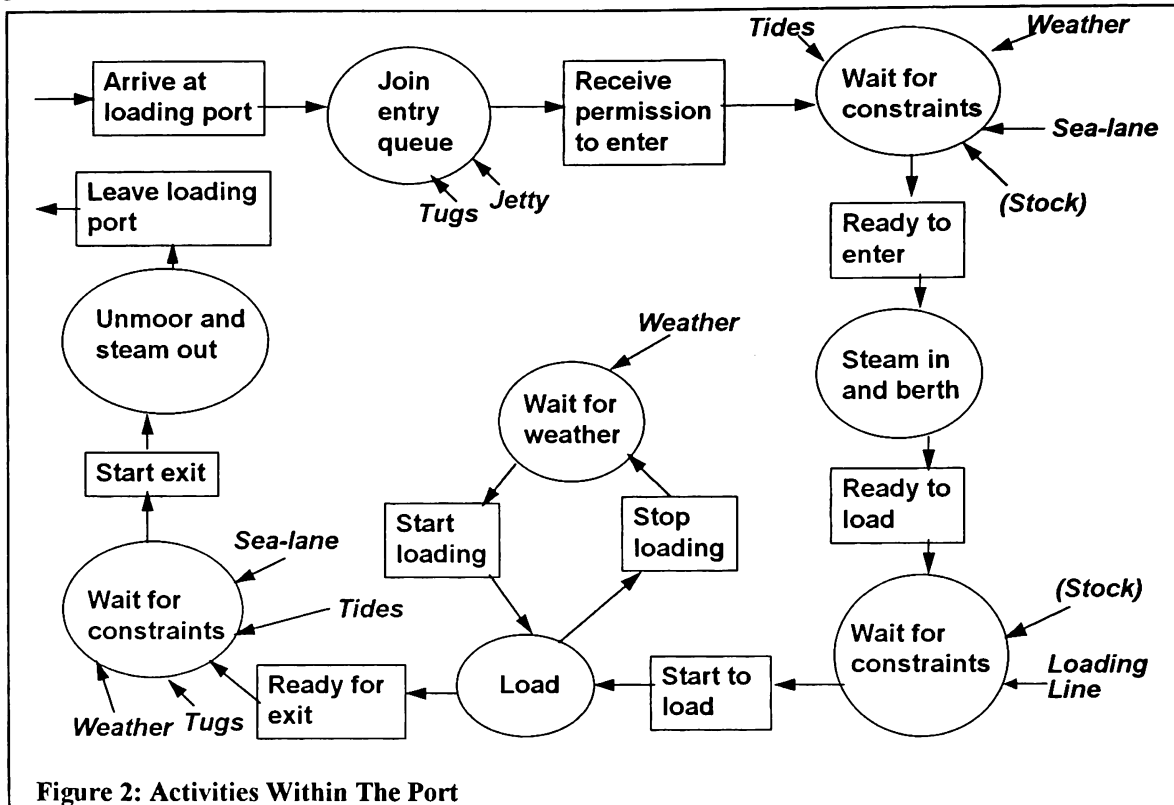 Tides
Weather
Arrive at
loading port
Join
entry
queue
Receive
permission
to enter
Wait for
constraints
Sea-lane
(Stock)
Tugs
Jetty
Leave loading
port
Ready to
enter
Unmoor and
steam out
Weather
Steam in
and berth
Wait for
weather
Start exit
Start
loading
Stop
loading
Ready to
load
Sea-lane
Tides
Wait for
constraints
(Stock)
Wait for
constraints
Loading
Line
Load
Start to
load
Ready for
exit
Weather
Tugs
Figure 2: Activities Within The Port